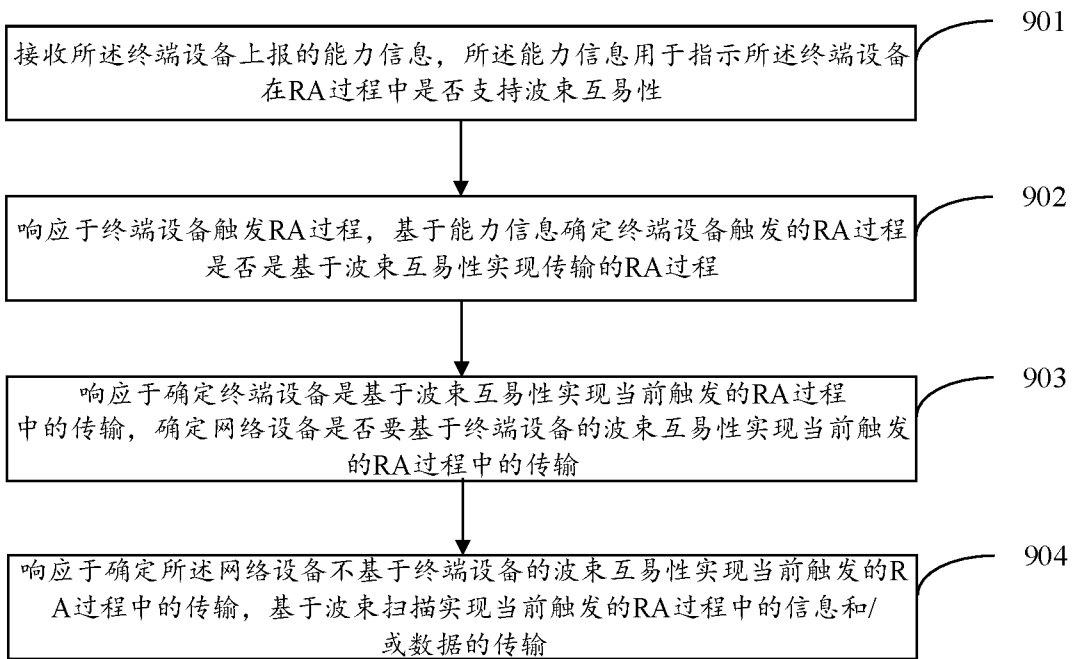 接收所述终端设备上报的能力信息，所述能力信息用于指示所述终端设备
在RA过程中是否支持波束互易性
901
响应于终端设备触发RA过程，基于能力信息确定终端设备触发的RA过程
是否是基于波束互易性实现传输的RA过程
902
响应于确定终端设备是基于波束互易性实现当前触发的RA过程
中的传输，确定网络设备是否要基于终端设备的波束互易性实现当前触发
的RA过程中的传输
903
响应于确定所述网络设备不基于终端设备的波束互易性实现当前触发的R
A过程中的传输，基于波束扫描实现当前触发的RA过程中的信息和/
或数据的传输
904